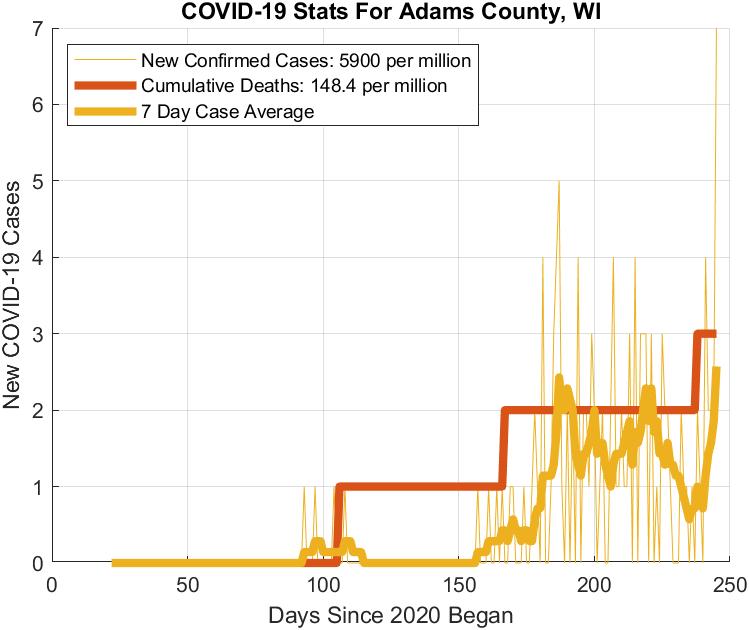 COVID-19 Stats For Adams County, WI
New Confirmed Cases: 5900 per million
Cumulative Deaths: 148.4 per million
7 Day Case Average
New COVID-19 Cases
7
6
5
4
3
2
1
0
0 50 100 150 200 250
Days Since 2020 Began